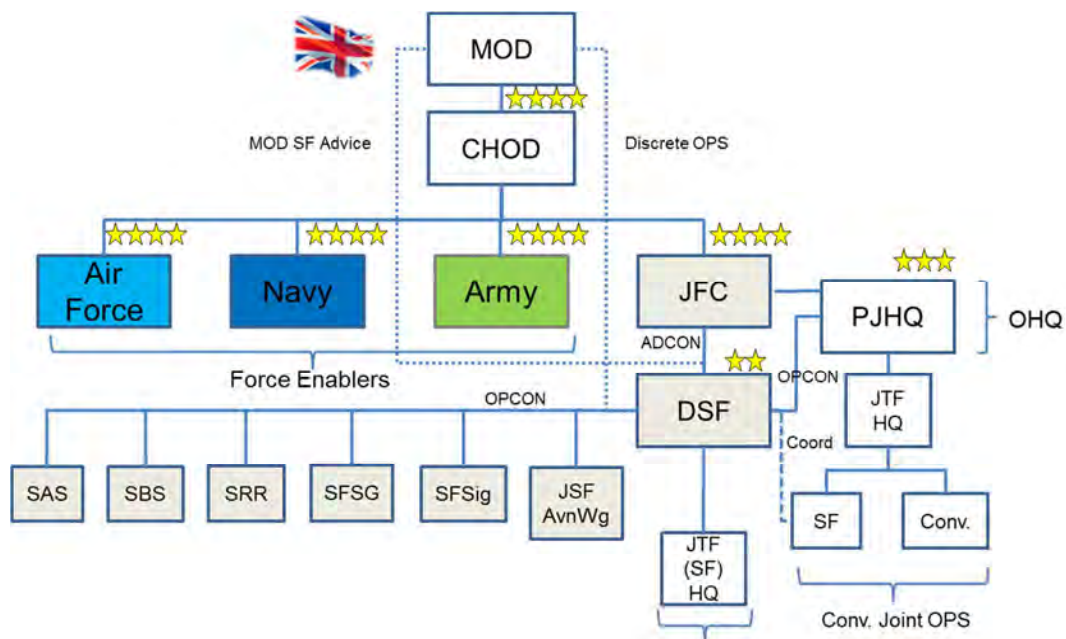 MOD
MOD SF Advice
CHOD
Discrete OPS
Air
Force
Navy
Army
JFC
PJHQ
OHQ
Force Enablers
ADCON
OPCON
OPCON
DSF
JTF
HQ
Coord
SAS
SBS
SRR
SFSG
SFSig
JSF
AvnWg
SF
Conv.
JTF
(SF)
HQ
Conv. Joint OPS